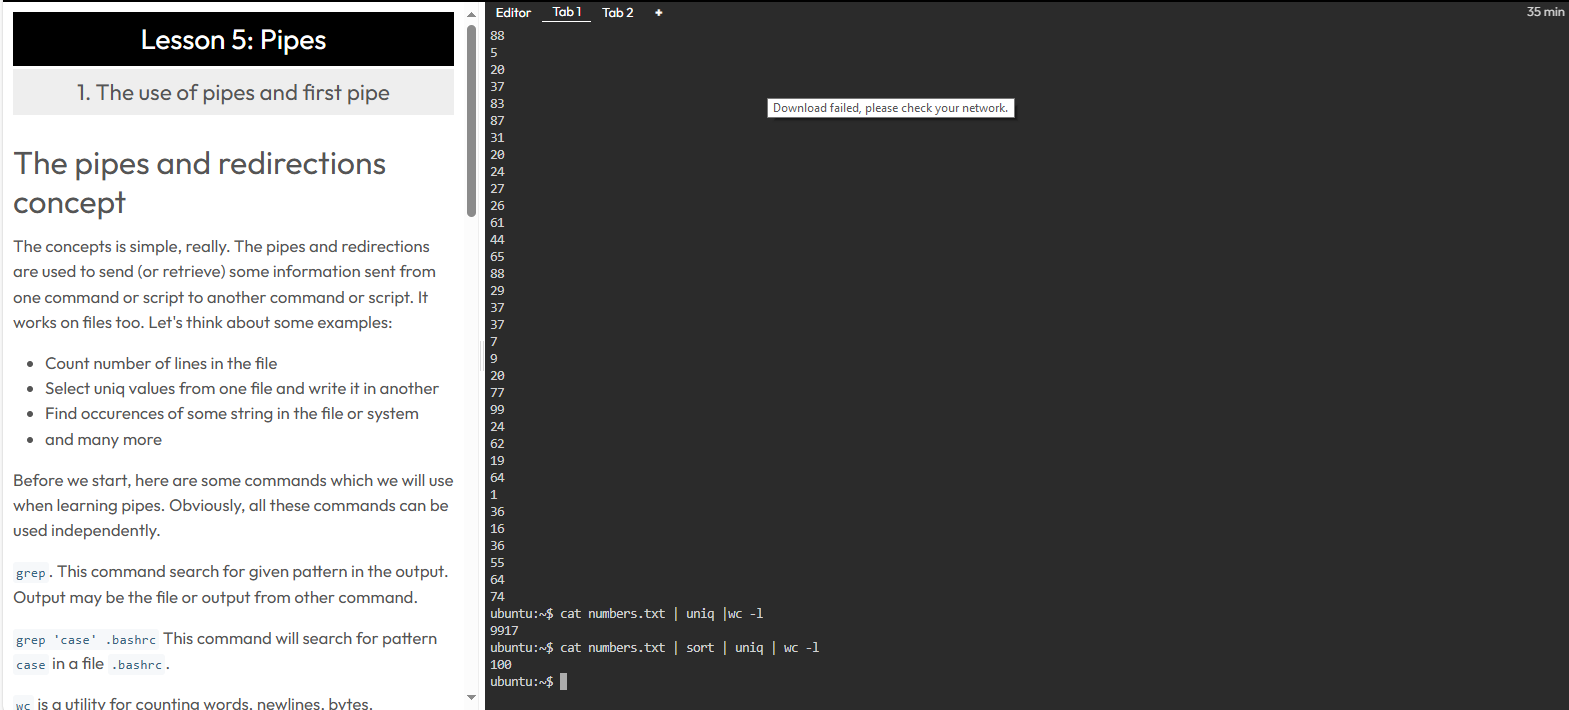 Lesson 5: Pipes
1. The use of pipes and first pipe
The pipes and redirections
concept
The concepts is simple, really. The pipes and redirections
are used to send (or retrieve) some information sent from
one command or script to another command or script. It
works on files too. Let's think about some examples:
• Count number of lines in the file
• Select uniq values from one file and write it in another
• Find occurences of some string in the file or system
• and many more
Before we start, here are some commands which we will use
when learning pipes. Obviously, all these commands can be
used independently.
grep. This command search for given pattern in the output.
Output may be the file or output from other command.
grep 'case' .bashrc This command will search for pattern
case in a file .bashrc.
wc is a utility for counting words, newlines, bytes.
Editor Tab 1 Tab 2 + 35 min
88
5
20
37
83
Download failed, please check your network.
87
31
20
24
27
26
61
44
65
88
29
37
37
7
9
20
77
99
24
62
19
64
1
36
16
36
55
64
74
ubuntu:~$ cat numbers.txt | uniq |wc -l
9917
ubuntu:~$ cat numbers.txt | sort | uniq | wc -l
100
ubuntu:~$